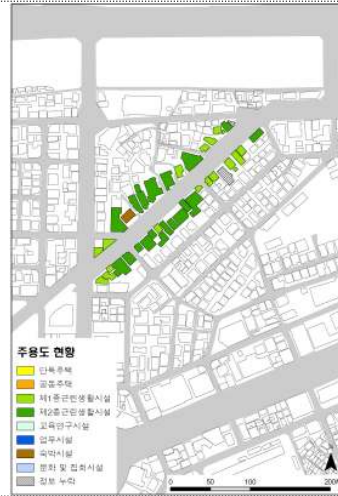 주용도 현황
단독주택
공동주택
제1종근린생활시설
제2종근린생활시설
교육연구시설
업무시설
숙박시설
문화 및 집회시설
정보 누락
0 50 100 200M